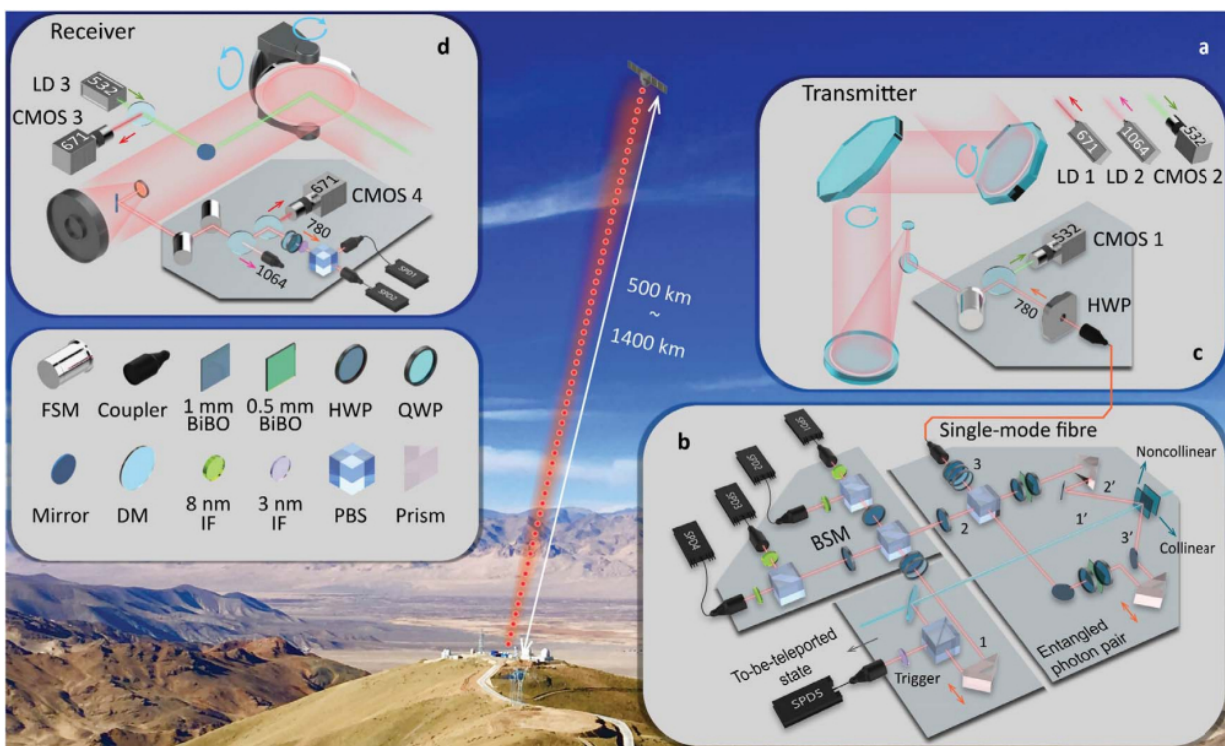 a
Receiver
d
LD 3
532
CMOS 3
671
671
CMOS 4
780
1064
SPD1
SPD2
500 km
~
1400 km
Transmitter
671
1064
532
LD 1
LD 2
CMOS 2
532
CMOS 1
780
HWP
c
FSM
Coupler
1 mm
BiBO
0.5 mm
BiBO
HWP
QWP
Mirror
DM
8 nm
IF
3 nm
IF
PBS
Prism
b
Single-mode fibre
SPD1
SPD2
SPD3
SPD4
BSM
3
2
Noncollinear
2'
1'
3'
Collinear
1
To-be-teleported
state
Trigger
SPD5
Entangled
photon pair